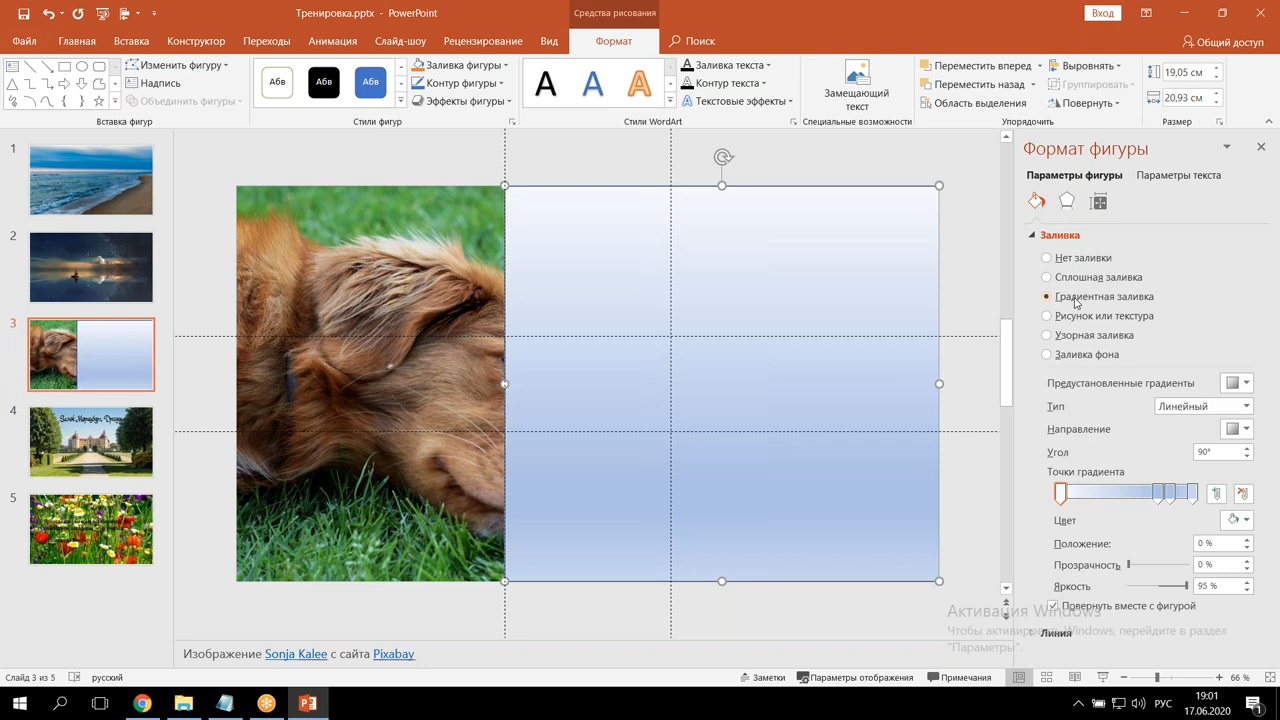 Тренировка.pptx - PowerPoint
Средства рисования
Вход
Файл Главная Вставка Конструктор Переходы Анимация Слайд-шоу Рецензирование Вид Формат Поиск
Общий доступ
Изменить фигуру
Надпись
Объединить фигуры
Вставка фигур
Абв Абв Абв
Заливка фигуры
Контур фигуры
Эффекты фигуры
Стили фигур
A A A
Заливка текста
Контур текста
Текстовые эффекты
Стили WordArt
Замещающий
текст
Специальные возможности
Переместить вперед
Переместить назад
Область выделения
Выровнять
Группировать
Повернуть
Упорядочить
19,05 см
20,93 см
Размер
1
2
3
4
5
Формат фигуры
Параметры фигуры Параметры текста
Заливка
Нет заливки
Сплошная заливка
Градиентная заливка
Рисунок или текстура
Узорная заливка
Заливка фона
Предустановленные градиенты
Тип Линейный
Направление
Угол 90°
Точки градиента
Цвет
Положение: 0 %
Прозрачность 0 %
Яркость 95 %
Повернуть вместе с фигурой
Линия
Активация Windows
Чтобы активировать Windows, перейдите в раздел
"Параметры".
Изображение Sonja Kalee с сайта Pixabay
Слайд 3 из 5 русский
Заметки Параметры отображения Примечания
66 %
РУС
19:01
17.06.2020
1